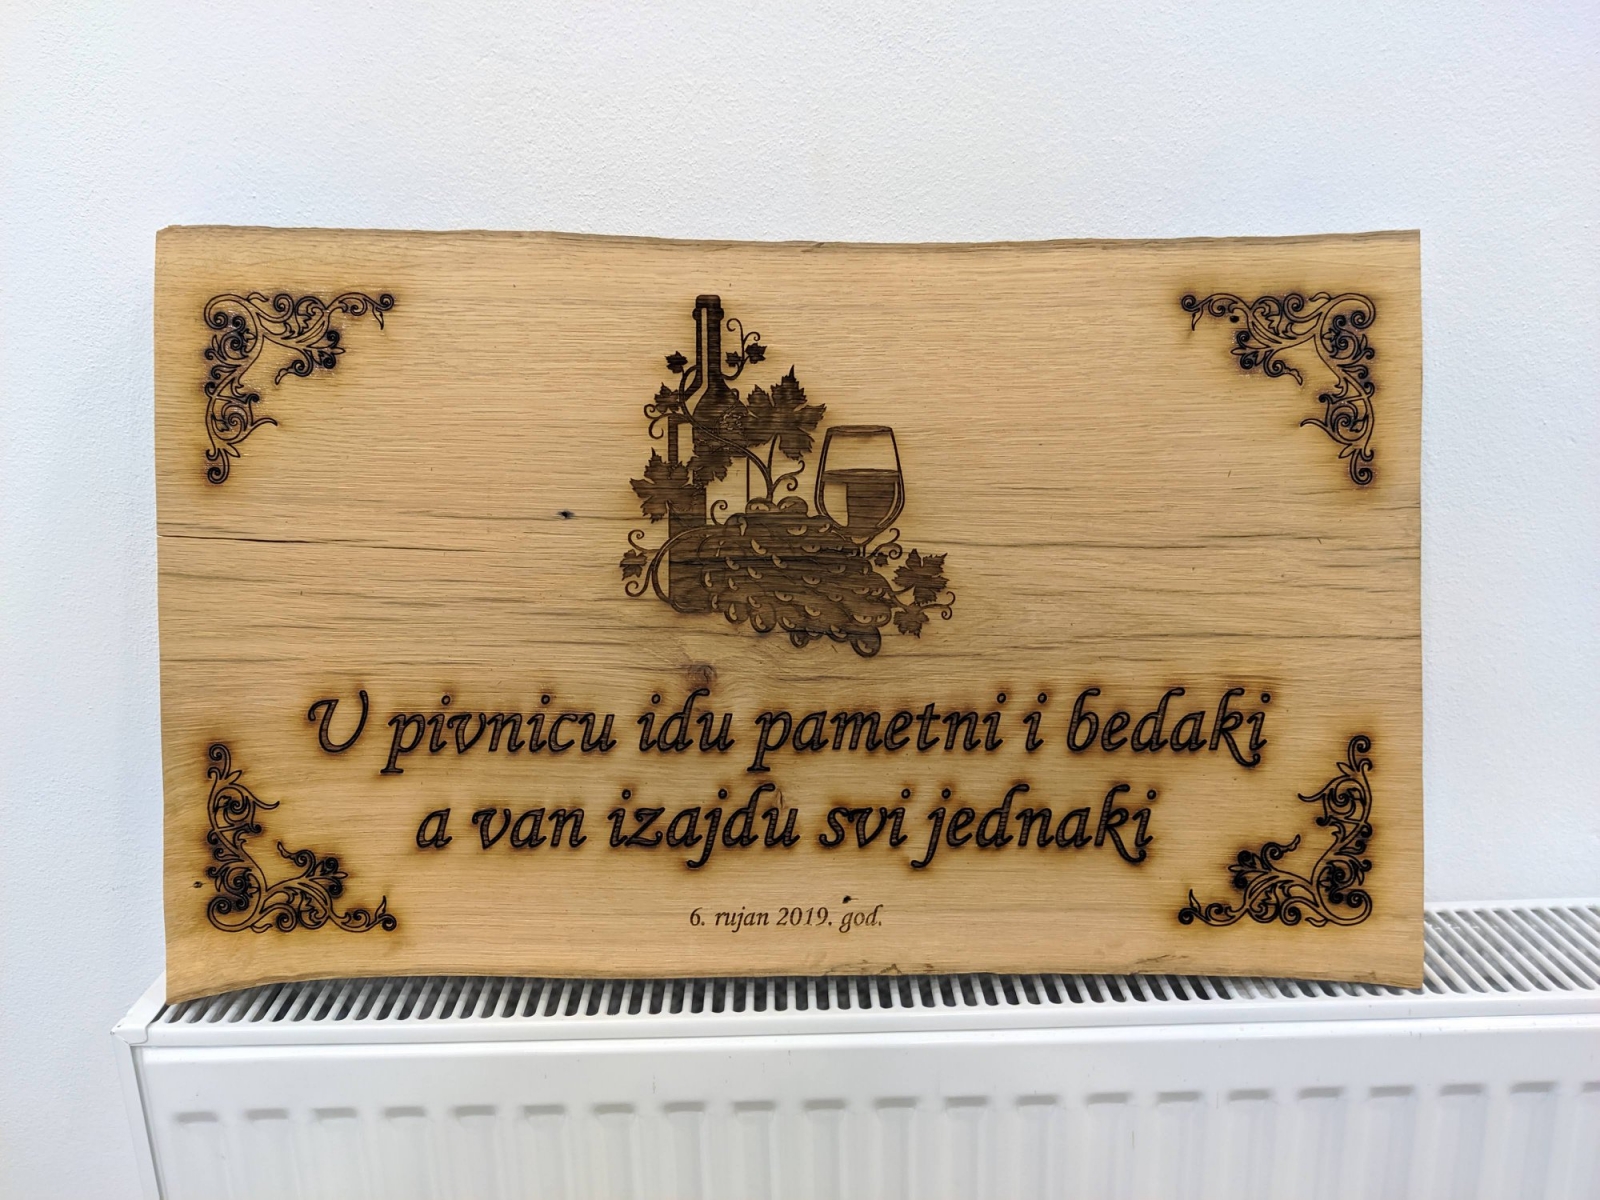 U pivnicu idu pametni i bedaki
a van izajdu svi jednaki
6. rujan 2019. god.